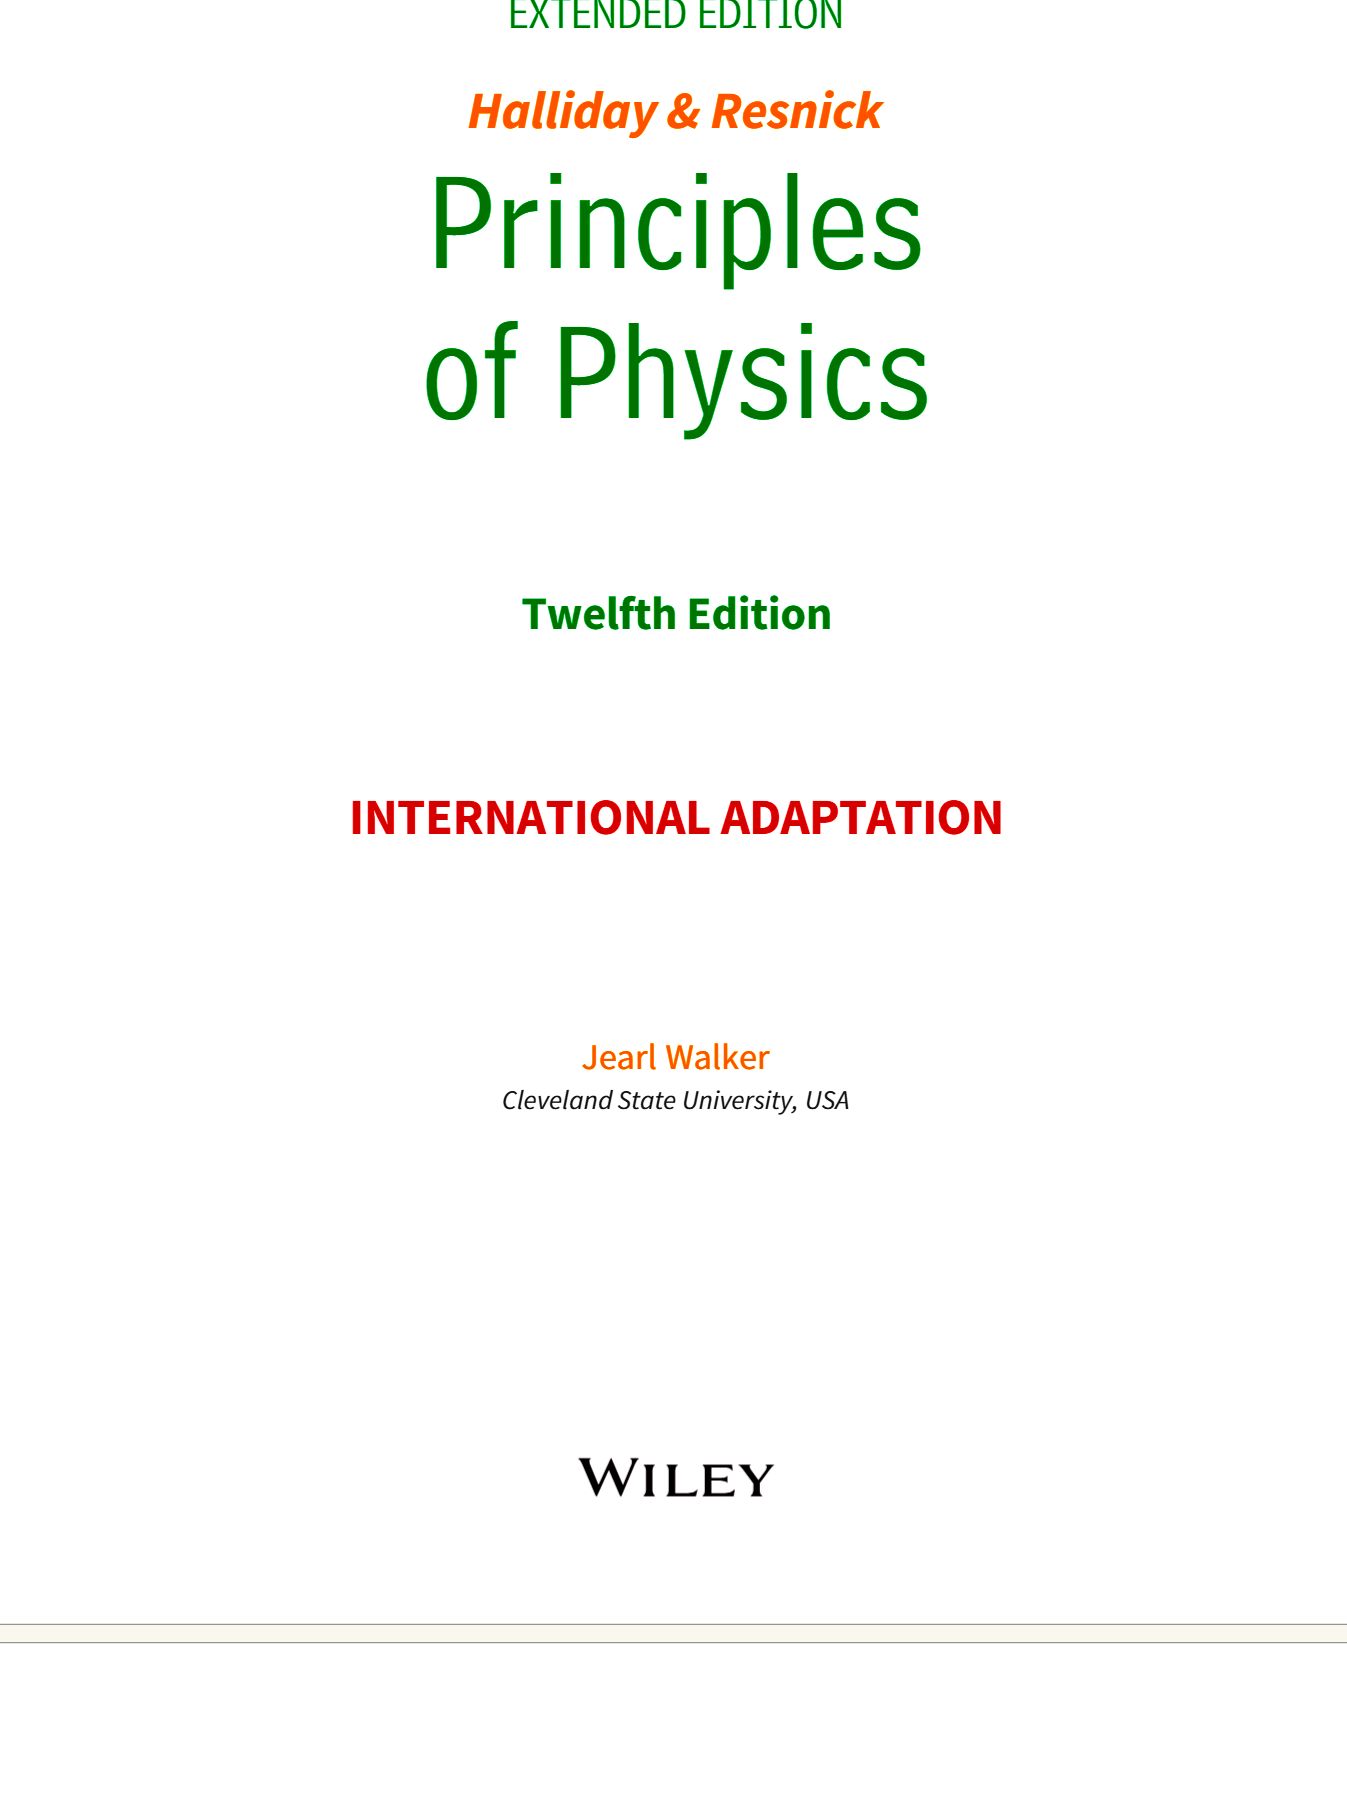 EXTENDED EDITION
Halliday & Resnick
Principles
of Physics
Twelfth Edition
INTERNATIONAL ADAPTATION
Jearl Walker
Cleveland State University, USA
WILEY